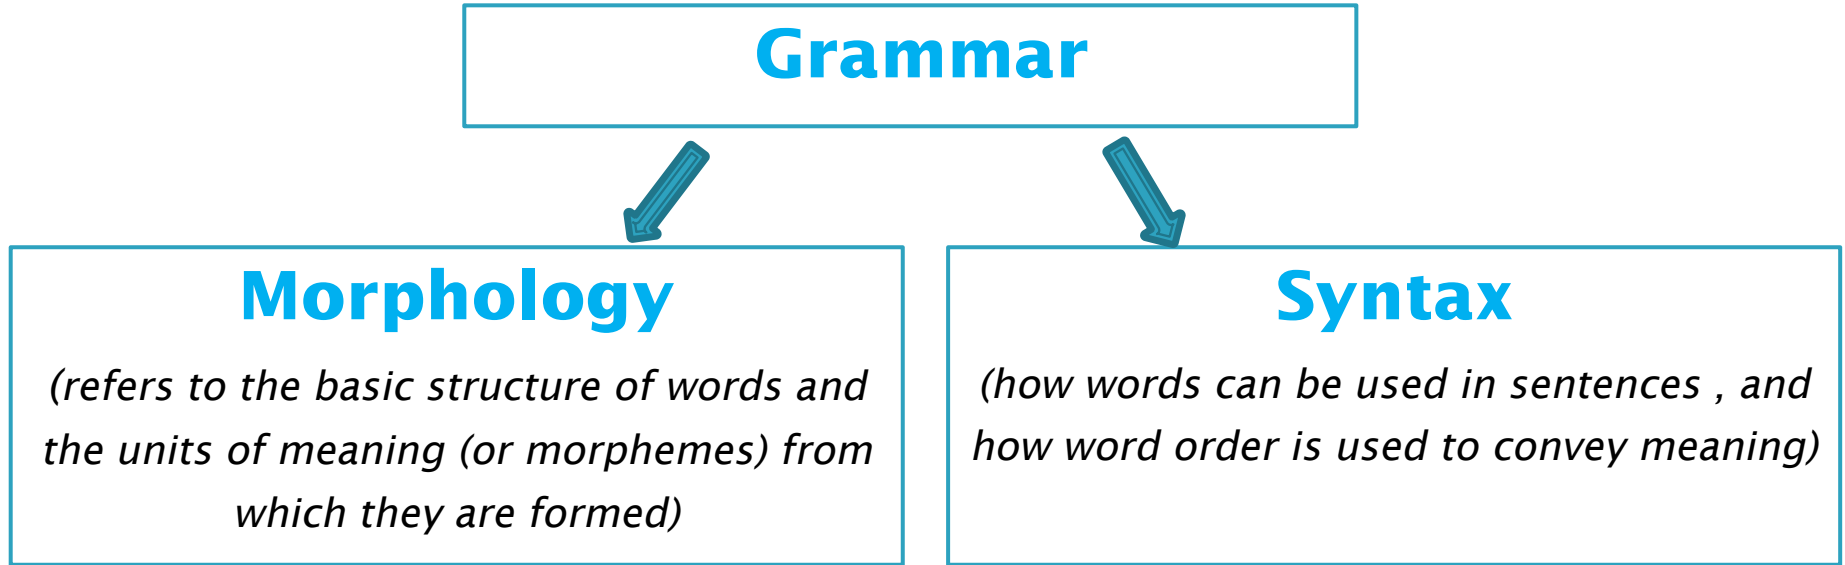 Grammar
Morphology
(refers to the basic structure of words and
the units of meaning (or morphemes) from
which they are formed)
Syntax
(how words can be used in sentences , and
how word order is used to convey meaning)